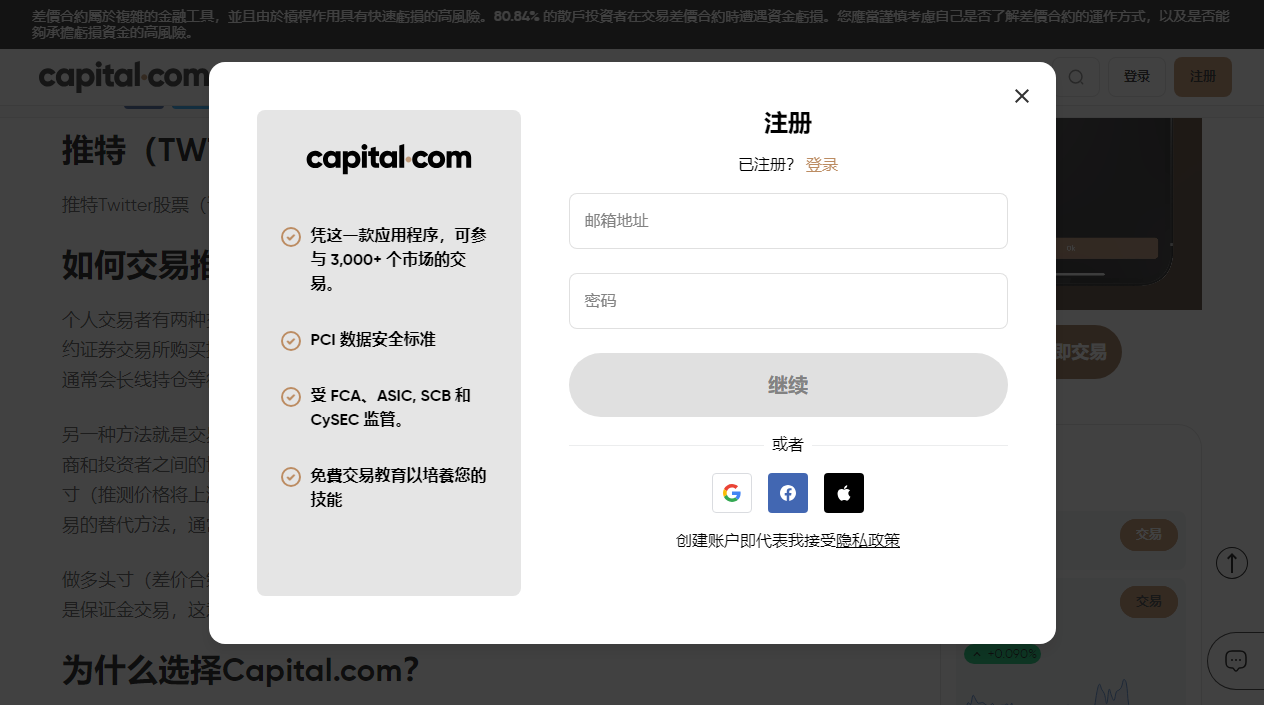 差價合約屬於複雜的金融工具，並且由於槓桿作用具有快速虧損的高風險。80.84% 的散戶投資者在交易差價合約時遭遇資金虧損。您應當謹慎考慮自己是否了解差價合約的運作方式，以及是否能
夠承擔虧損資金的高風險。
capital.com
登录
注册
推特（TW
推特Twitter股票（
如何交易推
个人交易者有两种
约证券交易所购买
通常会长线持仓等
另一种方法就是交
商和投资者之间的
寸（推测价格将上
易的替代方法，通
做多头寸（差价合
是保证金交易，这
为什么选择Capital.com？
capital.com
凭这一款应用程序，可参
与 3,000+ 个市场的交
易。
PCI 数据安全标准
受 FCA、ASIC, SCB 和
CySEC 监管。
免費交易教育以培養您的
技能
注册
已注册？ 登录
邮箱地址
密码
继续
或者
创建账户即代表我接受隐私政策
ok
即交易
交易
交易
+0.090%